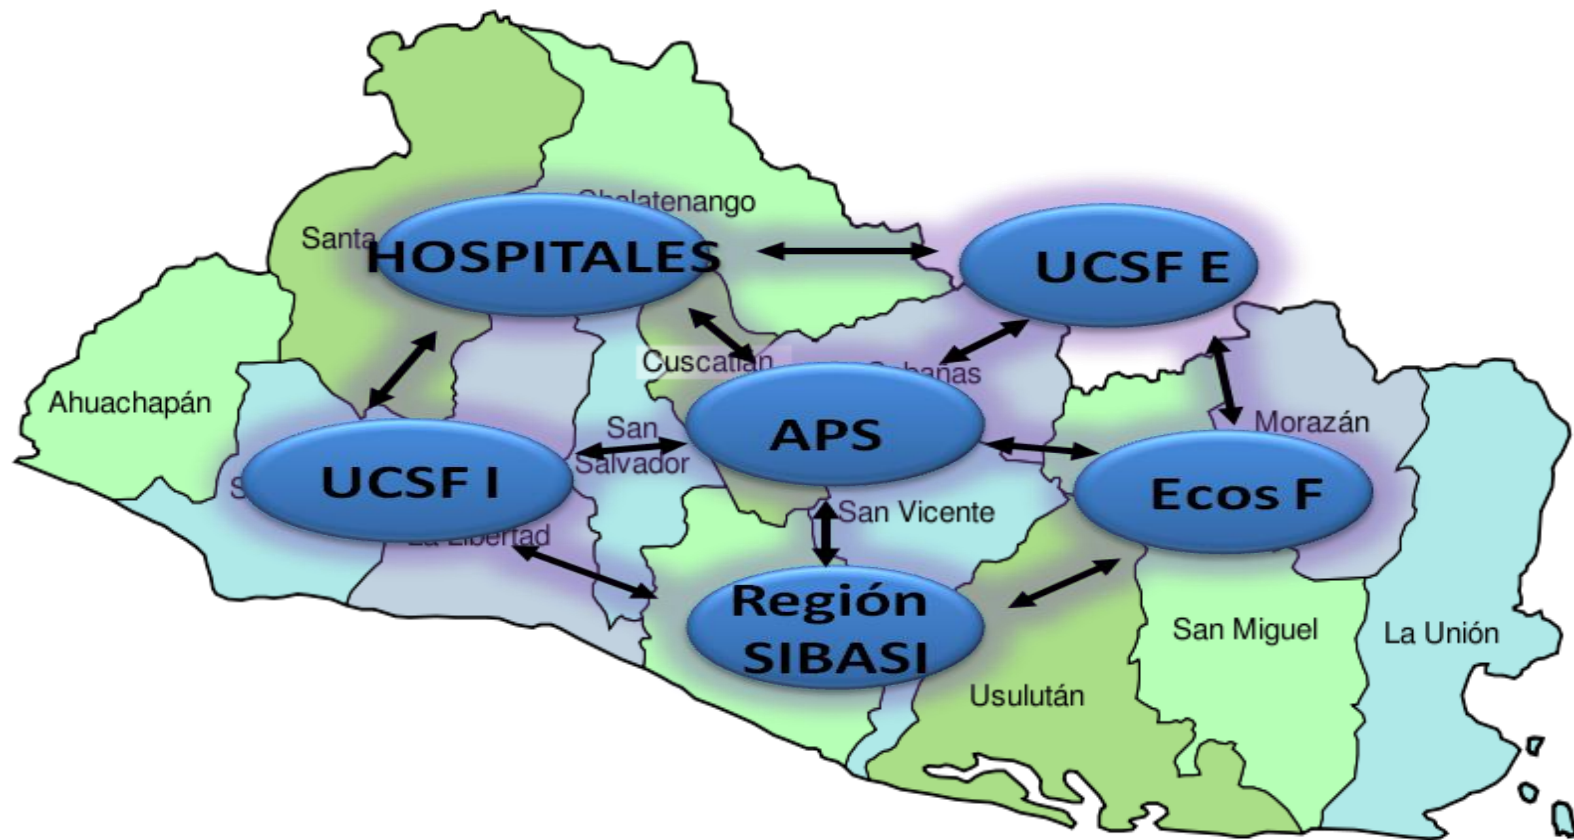 Chalatenango
Santa
HOSPITALES
UCSF E
Cuscatlán
Cabañas
Ahuachapán
San
Salvador
APS
Morazán
UCSF I
Ecos F
San Vicente
La Libertad
Región
SIBASI
San Miguel
La Unión
Usulután